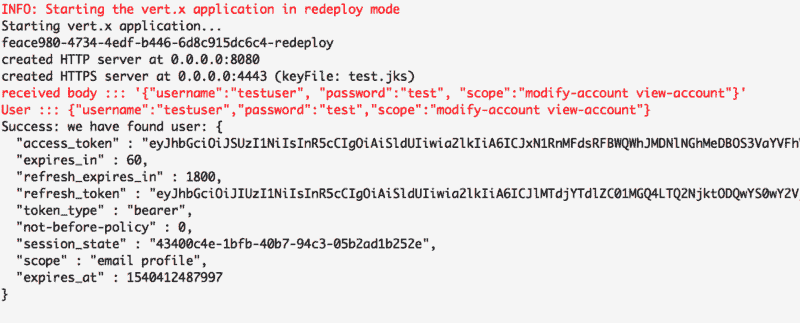 INFO: Starting the vert.x application in redeploy mode
Starting vert.x application...
feace980-4734-4edf-b446-6d8c915dc6c4-redeploy
created HTTP server at 0.0.0.0:8080
created HTTPS server at 0.0.0.0:4443 (keyFile: test.jks)
received body ::: '{"username":"testuser", "password":"test", "scope":"modify-account view-account"}'
User ::: {"username":"testuser","password":"test","scope":"modify-account view-account"}
Success: we have found user: {
"access_token" : "eyJhbGciOiJSUzI1NiIsInR5cCIgOiAiSldUIiwia2lkIiA6ICJxN1RnMFdsRFBWQWhJMDNlNGhMeDBOS3VaYVFh
"expires_in" : 60,
"refresh_expires_in" : 1800,
"refresh_token" : "eyJhbGciOiJIUzI1NiIsInR5cCIgOiAiSldUIiwia2lkIiA6ICJlMTdjYTdlZC01MGQ4LTQ2NjktODQwYS0wY2Vj
"token_type" : "bearer",
"not-before-policy" : 0,
"session_state" : "43400c4e-1bfb-40b7-94c3-05b2ad1b252e",
"scope" : "email profile",
"expires_at" : 1540412487997
}